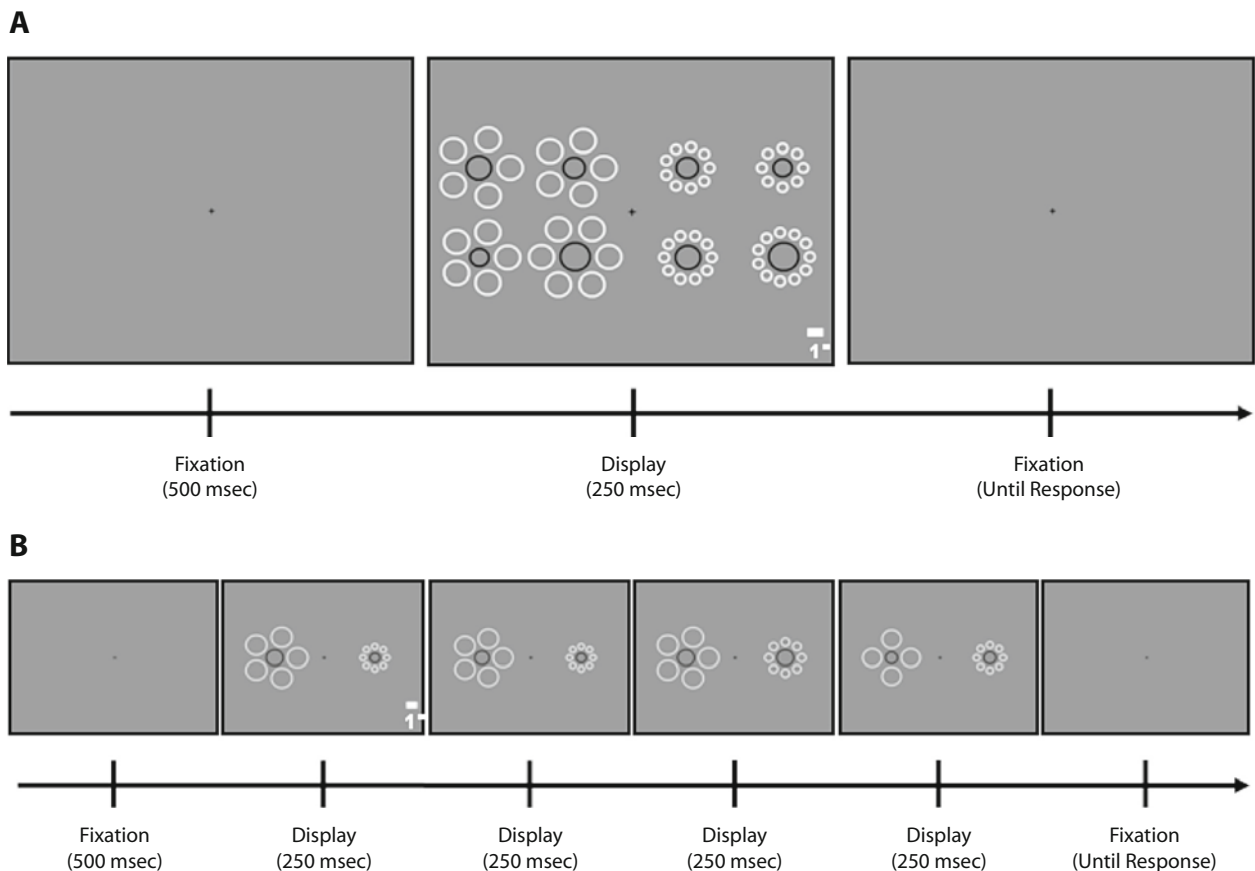 A
1
Fixation
(500 msec)
Display
(250 msec)
Fixation
(Until Response)
B
1
Fixation
(500 msec)
Display
(250 msec)
Display
(250 msec)
Display
(250 msec)
Display
(250 msec)
Fixation
(Until Response)